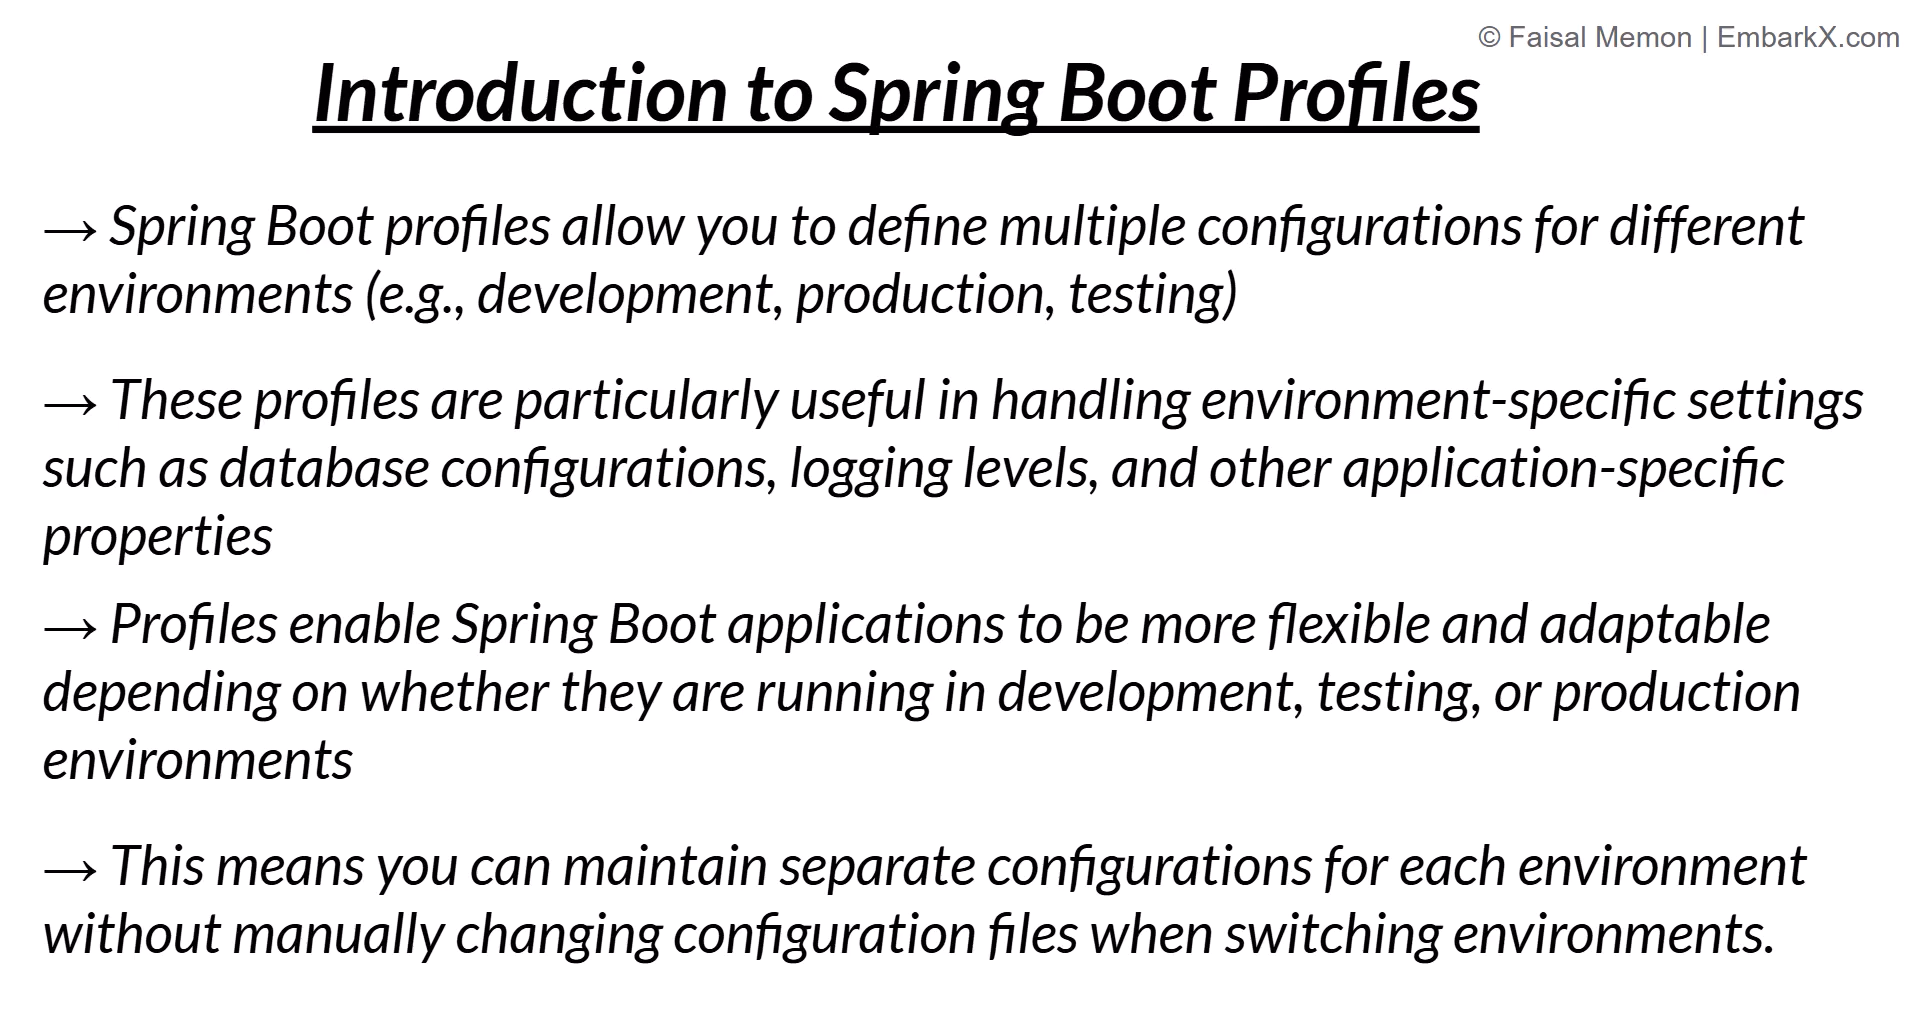 © Faisal Memon | EmbarkX.com
Introduction to Spring Boot Profiles
→ Spring Boot profiles allow you to define multiple configurations for different
environments (e.g., development, production, testing)
→ These profiles are particularly useful in handling environment-specific settings
such as database configurations, logging levels, and other application-specific
properties
→ Profiles enable Spring Boot applications to be more flexible and adaptable
depending on whether they are running in development, testing, or production
environments
→ This means you can maintain separate configurations for each environment
without manually changing configuration files when switching environments.